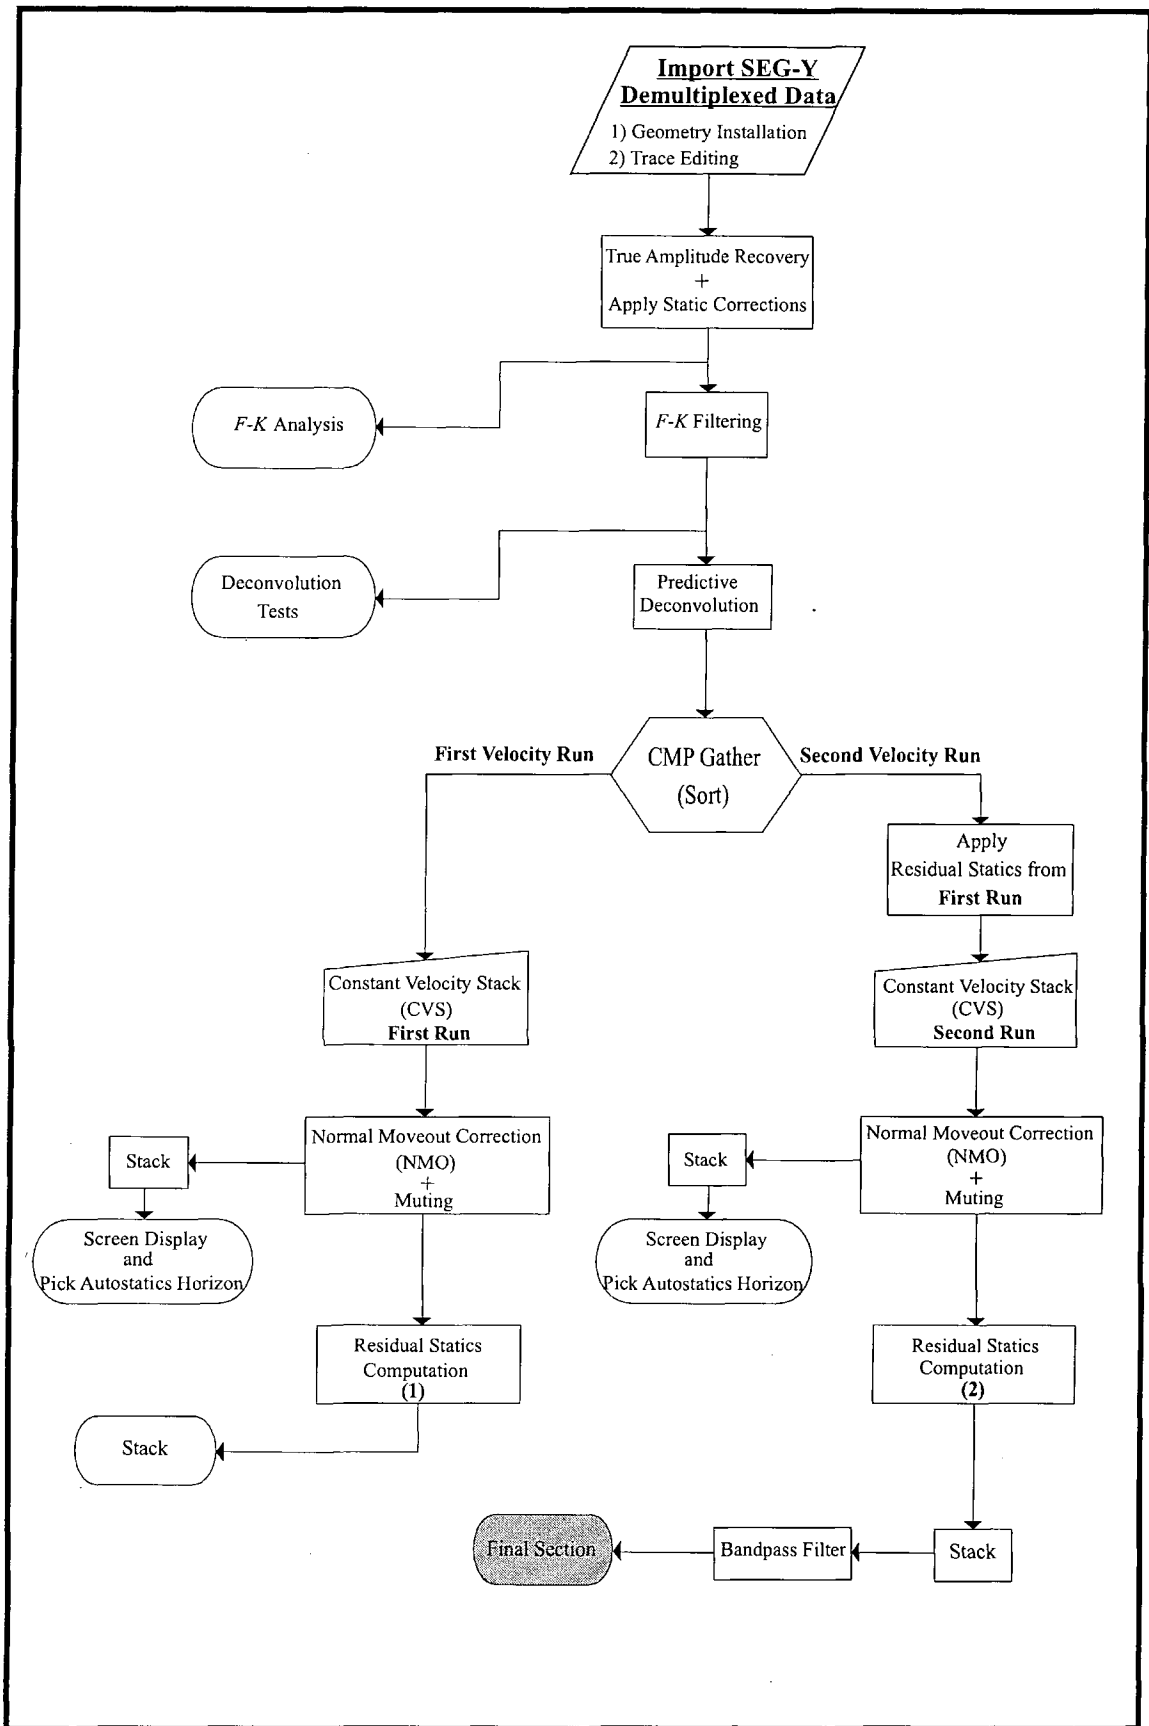 Import SEG-Y
Demultiplexed Data
1) Geometry Installation
2) Trace Editing
True Amplitude Recovery
+
Apply Static Corrections
F-K Analysis
F-K Filtering
Deconvolution
Tests
Predictive
Deconvolution
First Velocity Run
CMP Gather
(Sort)
Second Velocity Run
Apply
Residual Statics from
First Run
Constant Velocity Stack
(CVS)
First Run
Constant Velocity Stack
(CVS)
Second Run
Normal Moveout Correction
(NMO)
+
Muting
Stack
Screen Display
and
Pick Autostatics Horizon
Normal Moveout Correction
(NMO)
+
Muting
Stack
Screen Display
and
Pick Autostatics Horizon
Residual Statics
Computation
(1)
Stack
Residual Statics
Computation
(2)
Stack
Bandpass Filter
Final Section